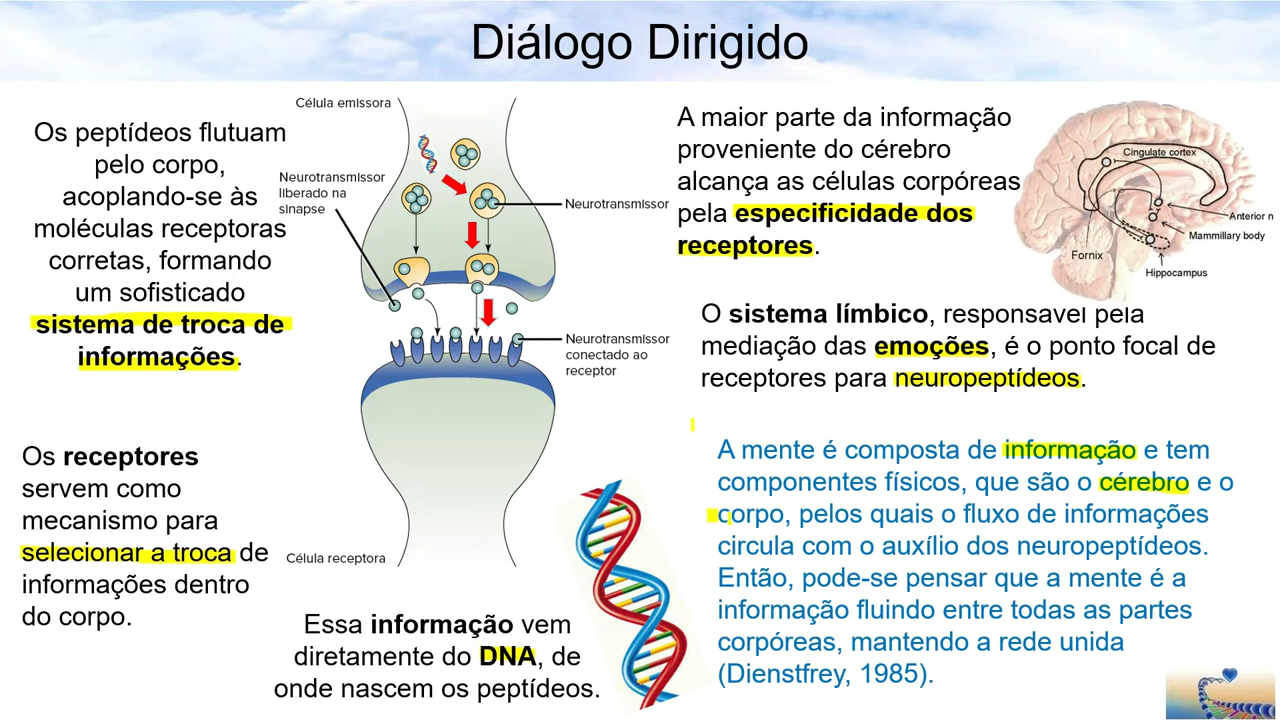 Diálogo Dirigido
Os peptídeos flutuam
pelo corpo,
acoplando-se às
moléculas receptoras
corretas, formando
um sofisticado
sistema de troca de
informações.
Os receptores
servem como
mecanismo para
selecionar a troca de
informações dentro
do corpo.
Célula emissora
Neurotransmissor
liberado na
sinapse
Neurotransmissor
Neurotransmissor
conectado ao
receptor
Célula receptora
Essa informação vem
diretamente do DNA, de
onde nascem os peptídeos.
A maior parte da informação
proveniente do cérebro
alcança as células corpóreas
pela especificidade dos
receptores.
Cingulate cortex
Anterior n
Mammillary body
Fornix
Hippocampus
O sistema límbico, responsável pela
mediação das emoções, é o ponto focal de
receptores para neuropeptídeos.
A mente é composta de informação e tem
componentes físicos, que são o cérebro e o
corpo, pelos quais o fluxo de informações
circula com o auxílio dos neuropeptídeos.
Então, pode-se pensar que a mente é a
informação fluindo entre todas as partes
corpóreas, mantendo a rede unida
(Dienstfrey, 1985).